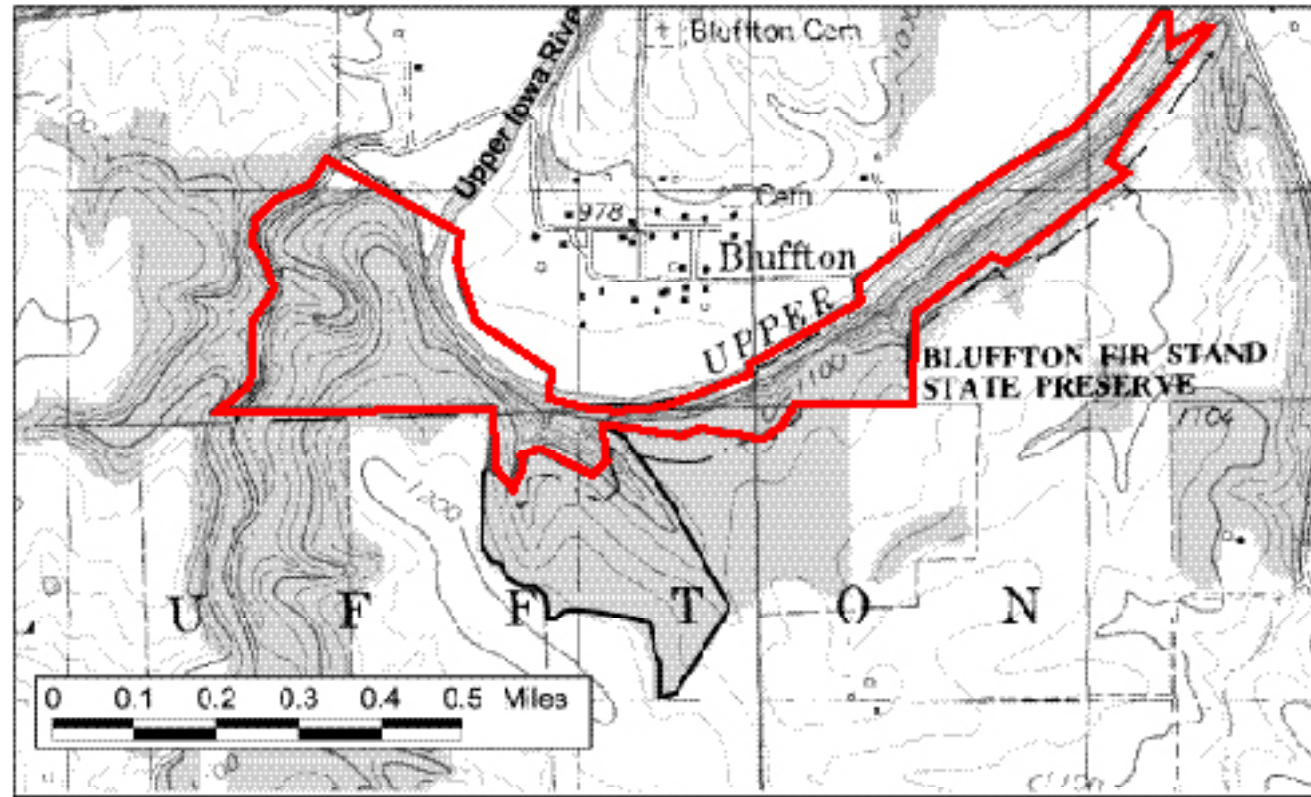 Bluffton Cem
Upper Iowa River
1100
Cem
978
Bluffton
UPPER
1100
BLUFFTON FIR STAND
STATE PRESERVE
1104
1200
U F F T O N
0 0.1 0.2 0.3 0.4 0.5 Miles